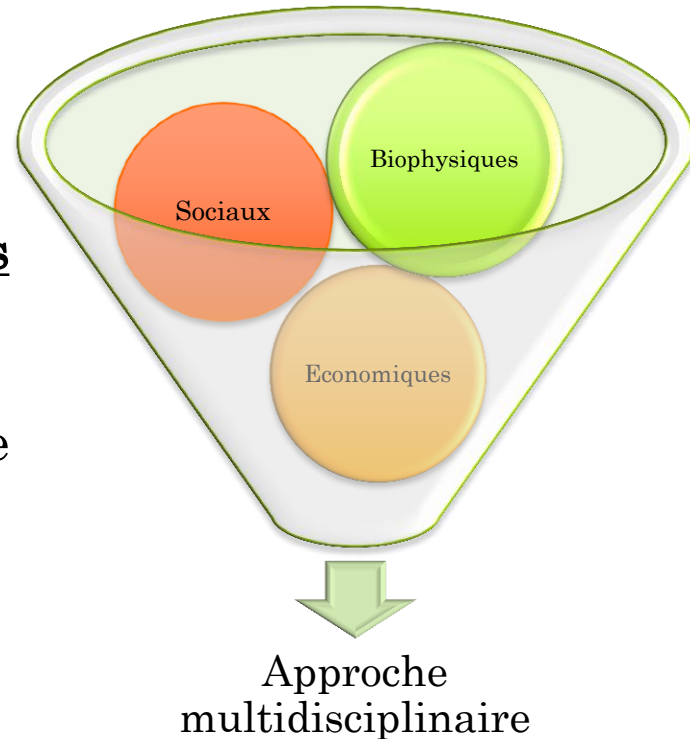 Biophysiques
Sociaux
s
Economiques
e
Approche
multidisciplinaire